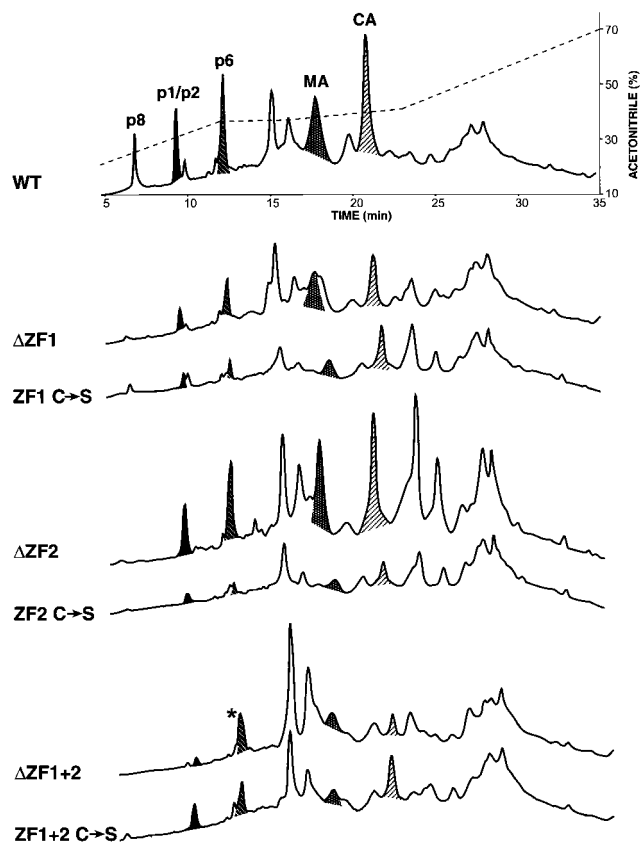 CA
70
p6
MA
p1/p2
p8
50
30
10
ACETONITRILE (%)
WT
5 10 15 20 25 30 35
TIME (min)
ΔZF1
ZF1 C→S
ΔZF2
ZF2 C→S
*
ΔZF1+2
ZF1+2 C→S